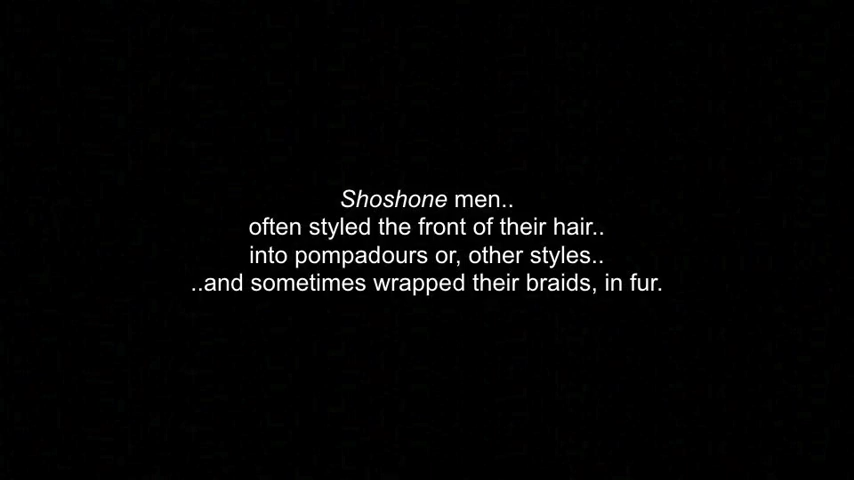 Shoshone men..
often styled the front of their hair..
into pompadours or, other styles..
..and sometimes wrapped their braids, in fur.